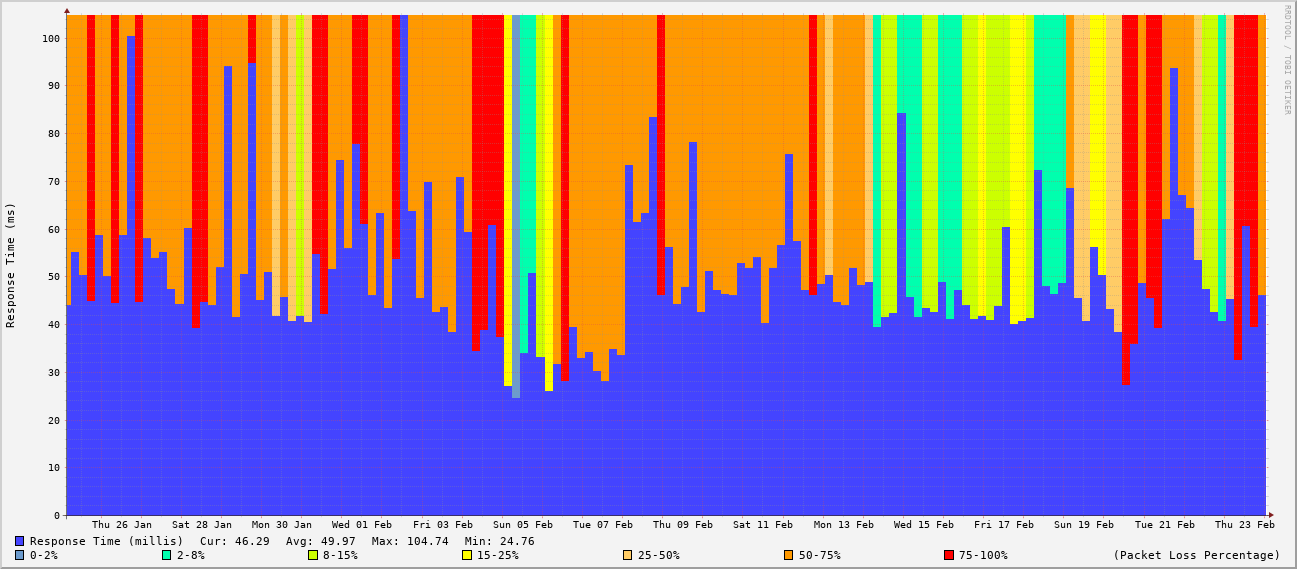 RRDTOOL / TOBI OETIKER
Response Time (ms)
100
90
80
70
60
50
40
30
20
10
0
Thu 26 Jan Sat 28 Jan Mon 30 Jan Wed 01 Feb Fri 03 Feb Sun 05 Feb Tue 07 Feb Thu 09 Feb Sat 11 Feb Mon 13 Feb Wed 15 Feb Fri 17 Feb Sun 19 Feb Tue 21 Feb Thu 23 Feb
Response Time (millis) Cur: 46.29 Avg: 49.97 Max: 104.74 Min: 24.76
0-2% 2-8% 8-15% 15-25% 25-50% 50-75% 75-100% (Packet Loss Percentage)